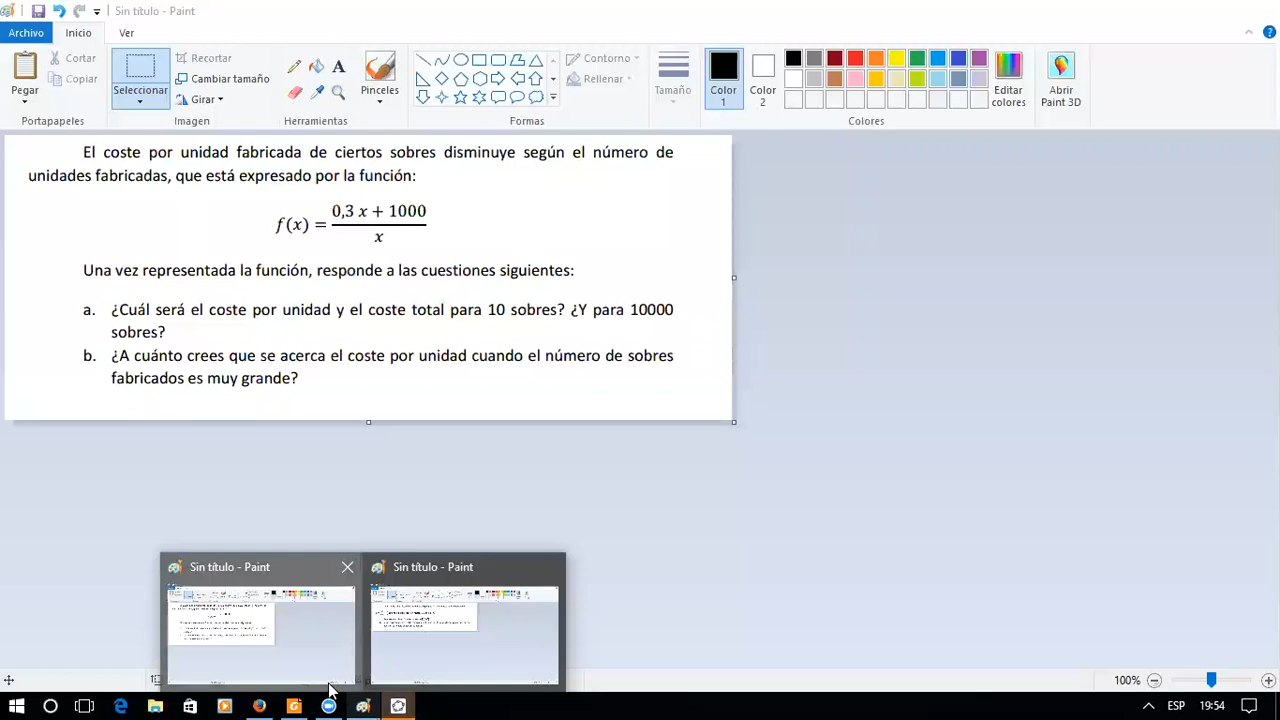 Sin título - Paint
Archivo Inicio Ver
Pegar
Cortar
Copiar
Portapapeles
Seleccionar
Recortar
Cambiar tamaño
Girar
Imagen
A
Herramientas
Pinceles
Contorno
Rellenar
Formas
Tamaño
Color 1
Color 2
Editar colores
Colores
Abrir Paint 3D
El coste por unidad fabricada de ciertos sobres disminuye según el número de
unidades fabricadas, que está expresado por la función:
f(x) = (0,3 x + 1000) / x
Una vez representada la función, responde a las cuestiones siguientes:
a. ¿Cuál será el coste por unidad y el coste total para 10 sobres? ¿Y para 10000
sobres?
b. ¿A cuánto crees que se acerca el coste por unidad cuando el número de sobres
fabricados es muy grande?
Sin título - Paint
Sin título - Paint
100%
ESP 19:54